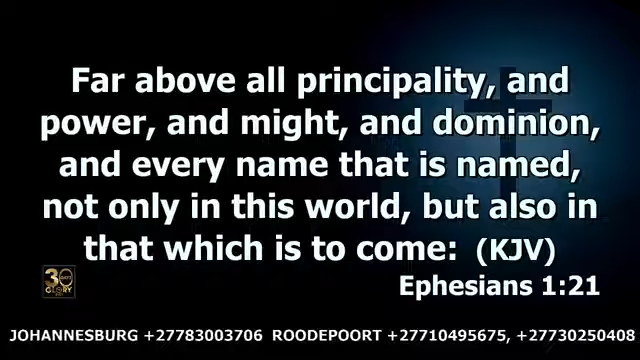 Far above all principality, and
power, and might, and dominion,
and every name that is named,
not only in this world, but also in
that which is to come: (KJV)
Ephesians 1:21
30
GLORY
JOHANNESBURG +27783003706 ROODEPOORT +27710495675, +27730250408